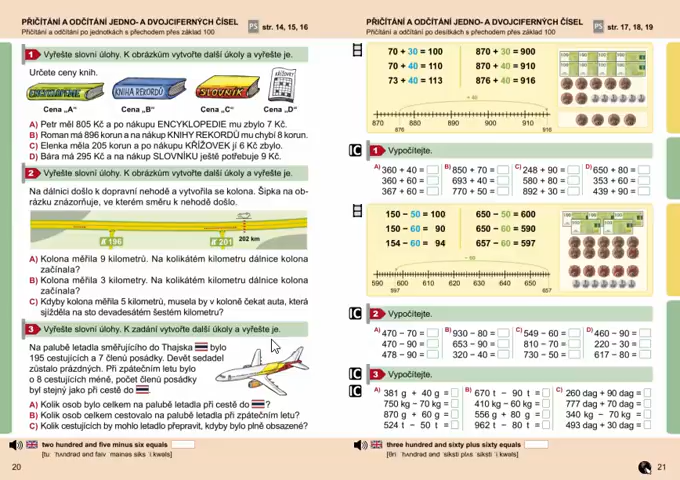 PŘIČÍTÁNÍ A ODČÍTÁNÍ JEDNO- A DVOJCIFERNÝCH ČÍSEL
Přičítání a odčítání po jednotkách s přechodem přes základ 100
PS str. 14, 15, 16
1 Vyřešte slovní úlohy. K obrázkům vytvořte další úkoly a vyřešte je.
Určete ceny knih.
ENCYKLOPEDIE
KNIHA REKORDŮ
SLOVNÍK
KŘÍŽOVKY
Cena „A"
Cena „B"
Cena „C"
Cena „D"
A) Petr měl 805 Kč a po nákupu ENCYKLOPEDIE mu zbylo 7 Kč.
B) Roman má 896 korun a na nákup KNIHY REKORDŮ mu chybí 8 korun.
C) Elenka měla 205 korun a po nákupu KŘÍŽOVEK jí 6 Kč zbylo.
D) Bára má 295 Kč a na nákup SLOVNÍKU ještě potřebuje 9 Kč.
2 Vyřešte slovní úlohy. K obrázkům vytvořte další úkoly a vyřešte je.
Na dálnici došlo k dopravní nehodě a vytvořila se kolona. Šipka na ob-
rázku znázorňuje, ve kterém směru k nehodě došlo.
196
201
202 km
A) Kolona měřila 9 kilometrů. Na kolikátém kilometru dálnice kolona
začínala?
B) Kolona měřila 3 kilometry. Na kolikátém kilometru dálnice kolona
začínala?
C) Kdyby kolona měřila 5 kilometrů, musela by v koloně čekat auta, která
sjížděla na sto devadesátém šestém kilometru?
3 Vyřešte slovní úlohy. K zadání vytvořte další úkoly a vyřešte je.
Na palubě letadla směřujícího do Thajska bylo
195 cestujících a 7 členů posádky. Devět sedadel
zůstalo prázdných. Při zpátečním letu bylo
o 8 cestujících méně, počet členů posádky
byl stejný jako při cestě do .
A) Kolik osob bylo celkem na palubě letadla při cestě do ?
B) Kolik osob celkem cestovalo na palubě letadla při zpátečním letu?
C) Kolik cestujících by mohlo letadlo přepravit, kdyby bylo plně obsazené?
two hundred and five minus six equals
20
PŘIČÍTÁNÍ A ODČÍTÁNÍ JEDNO- A DVOJCIFERNÝCH ČÍSEL
Přičítání a odčítání po desítkách s přechodem přes základ 100
PS str. 17, 18, 19
70 + 30 = 100 870 + 30 = 900
70 + 40 = 110 870 + 40 = 910
73 + 40 = 113 876 + 40 = 916
+ 40
870 880 890 900 910
876 916
1 Vypočítejte.
A) 360 + 40 = B) 850 + 70 = C) 248 + 90 = D) 650 + 80 =
360 + 60 = 693 + 40 = 580 + 80 = 353 + 60 =
367 + 60 = 770 + 50 = 892 + 30 = 439 + 90 =
150 – 50 = 100 650 – 50 = 600
150 – 60 = 90 650 – 60 = 590
154 – 60 = 94 657 – 60 = 597
– 60
590 600 610 620 630 640 650
597 657
2 Vypočítejte.
A) 470 – 70 = B) 930 – 80 = C) 549 – 60 = D) 460 – 90 =
470 – 90 = 653 – 90 = 810 – 70 = 220 – 30 =
478 – 90 = 320 – 40 = 730 – 50 = 617 – 80 =
3 Vypočítejte.
A) 381 g + 40 g = B) 670 t – 90 t = C) 260 dag + 90 dag =
750 kg – 70 kg = 410 kg – 60 kg = 777 dag + 70 dag =
870 g + 60 g = 556 g + 80 g = 340 kg – 70 kg =
524 t – 50 t = 962 t – 80 t = 493 dag + 30 dag =
three hundred and sixty plus sixty equals
21